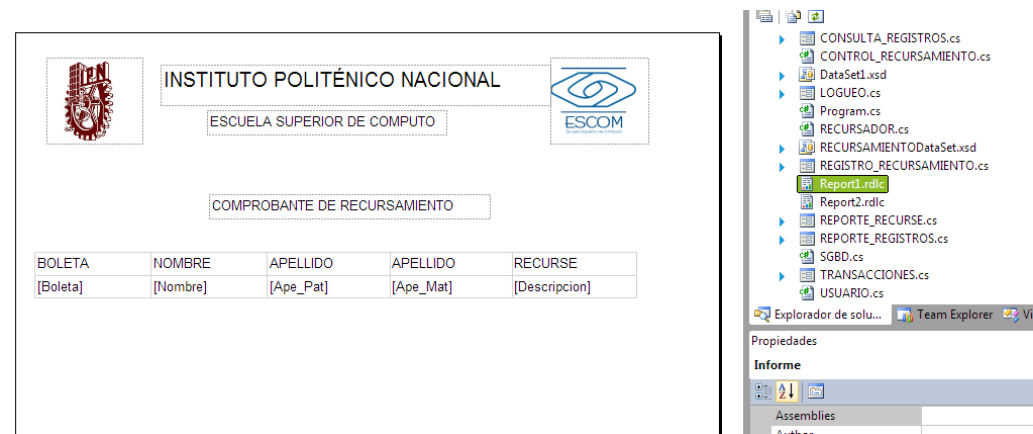 IPN
INSTITUTO POLITÉCNICO NACIONAL
ESCUELA SUPERIOR DE COMPUTO
ESCOM
COMPROBANTE DE RECURSAMIENTO
BOLETA NOMBRE APELLIDO APELLIDO RECURSE
[Boleta] [Nombre] [Ape_Pat] [Ape_Mat] [Descripcion]
CONSULTA_REGISTROS.cs
CONTROL_RECURSAMIENTO.cs
DataSet1.xsd
LOGUEO.cs
Program.cs
RECURSADOR.cs
RECURSAMIENTODataSet.xsd
REGISTRO_RECURSAMIENTO.cs
Report1.rdlc
Report2.rdlc
REPORTE_RECURSE.cs
REPORTE_REGISTROS.cs
SGBD.cs
TRANSACCIONES.cs
USUARIO.cs
Explorador de solu... Team Explorer Vi
Propiedades
Informe
Assemblies
Author